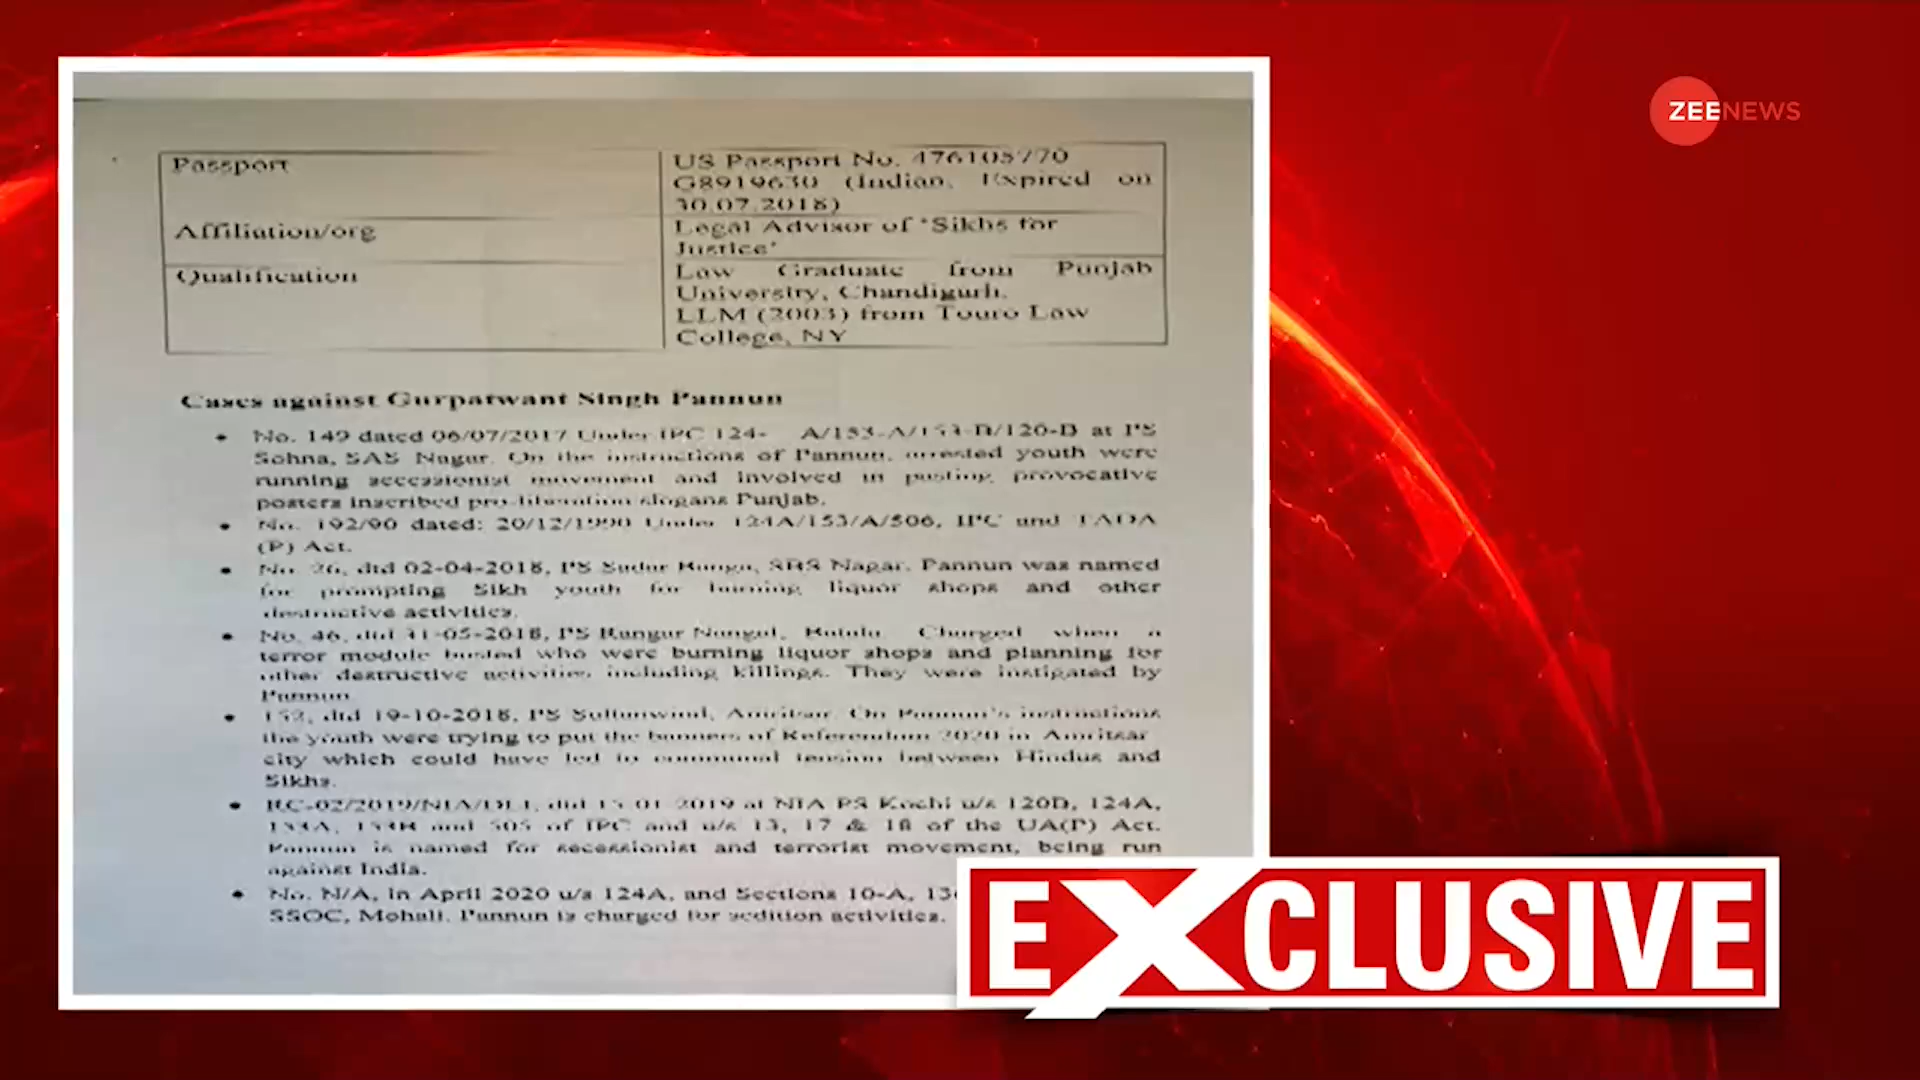 ZEENEWS
Passport
US Passport No. 476105770
G8919630 (Indian, Expired on
30.07.2018)
Affiliation/org
Legal Advisor of 'Sikhs for
Justice'
Qualification
Law Graduate from Punjab
University, Chandigarh.
LLM (2003) from Touro Law
College, NY
Cases against Gurpatwant Singh Pannun
• No. 149 dated 06/07/2017 Under IPC 124- A/153-A/153-B/120-B at PS
Sohna, SAS Nagar. On the instructions of Pannun, arrested youth were
running secessionist movement and involved in pasting provocative
posters inscribed pro-liberation slogans Punjab.
• No. 192/90 dated: 20/12/1990 Under 124A/153/A/506, IPC and TADA
(P) Act.
• No. 26, dtd 02-04-2018, PS Sadar Banga, SBS Nagar. Pannun was named
for prompting Sikh youth for burning liquor shops and other
destructive activities.
• No. 46, dtd 31-05-2018, PS Rangar Nangal, Batala. Charged when a
terror module busted who were burning liquor shops and planning for
other destructive activities including killings. They were instigated by
Pannun.
• 152, dtd 19-10-2018, PS Sultanwind, Amritsar. On Pannun's instructions
the youth were trying to put the banners of Referendum 2020 in Amritsar
city which could have led to communal tension between Hindus and
Sikhs.
• RC-02/2019/NIA/DLI, dtd 15-01-2019 at NIA PS Kochi u/s 120B, 124A,
153A, 153B and 505 of IPC and u/s 13, 17 & 18 of the UA(P) Act.
Pannun is named for secessionist and terrorist movement, being run
against India.
• No. N/A, in April 2020 u/s 124A, and Sections 10-A, 13
SSOC, Mohali. Pannun is charged for sedition activities.
EXCLUSIVE